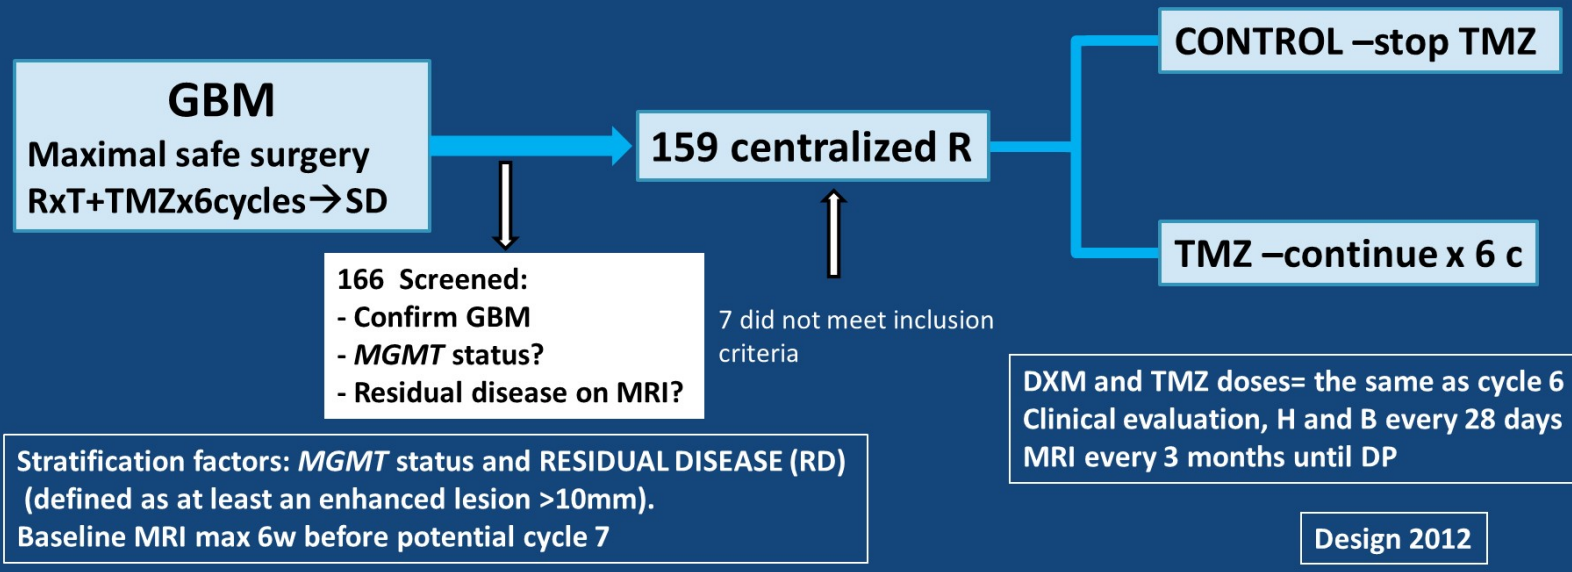 GBM
Maximal safe surgery
RxT+TMZx6cycles→SD
159 centralized R
CONTROL –stop TMZ
TMZ –continue x 6 c
166 Screened:
- Confirm GBM
- MGMT status?
- Residual disease on MRI?
7 did not meet inclusion
criteria
DXM and TMZ doses= the same as cycle 6
Clinical evaluation, H and B every 28 days
MRI every 3 months until DP
Stratification factors: MGMT status and RESIDUAL DISEASE (RD)
(defined as at least an enhanced lesion >10mm).
Baseline MRI max 6w before potential cycle 7
Design 2012